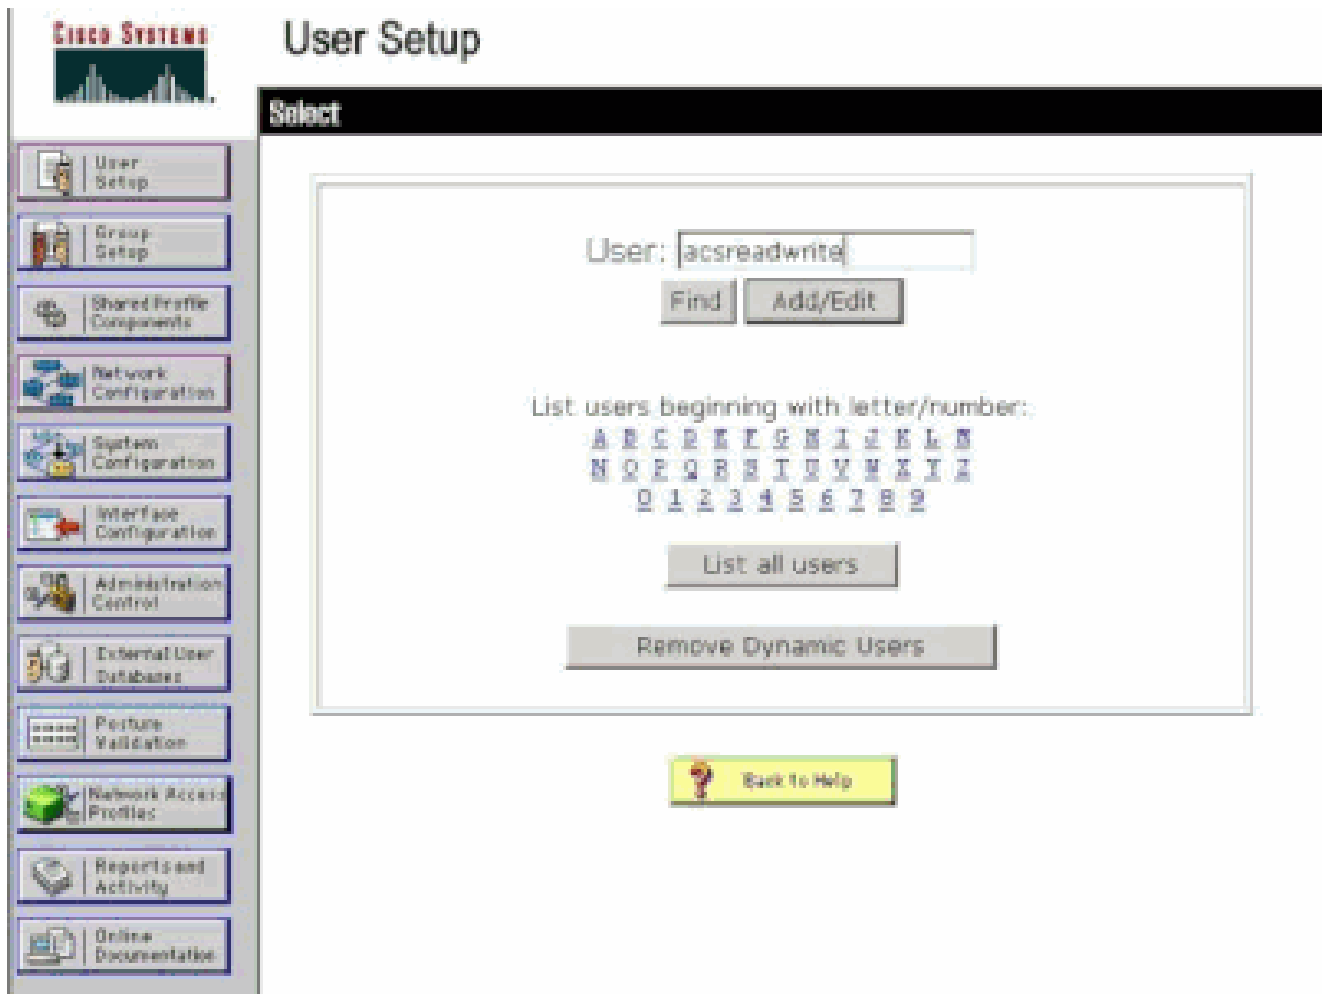 CISCO SYSTEMS
User Setup
Select
User
Setup
Group
Setup
Shared Profile
Components
Network
Configuration
System
Configuration
Interface
Configuration
Administration
Control
External User
Databases
Posture
Validation
Network Access
Profiles
Reports and
Activity
Online
Documentation
User: acsreadwrite
Find Add/Edit
List users beginning with letter/number:
A B C D E F G H I J K L M
N O P Q R S T U V W X Y Z
0 1 2 3 4 5 6 7 8 9
List all users
Remove Dynamic Users
? Back to Help